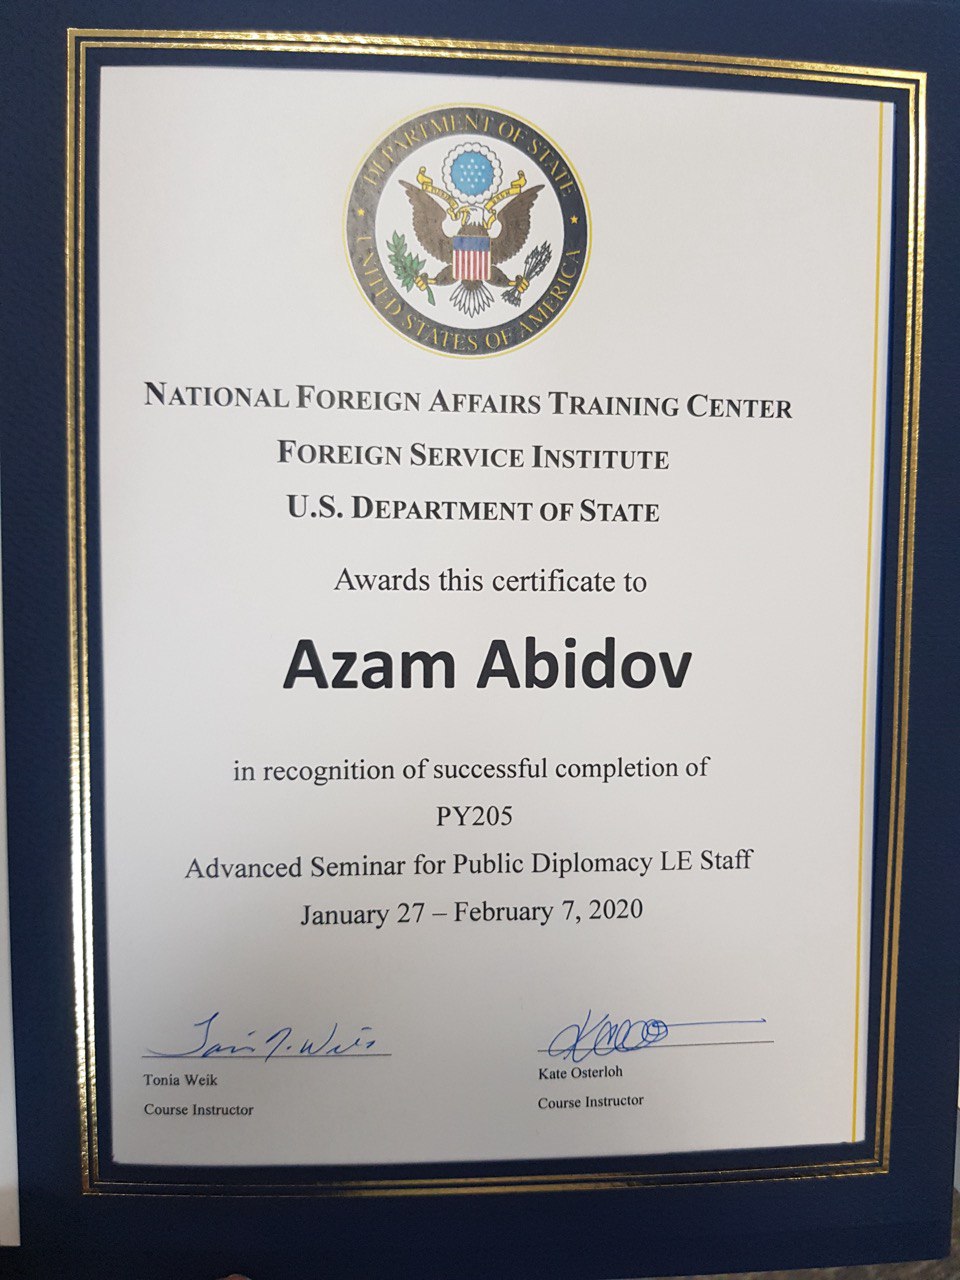 DEPARTMENT OF STATE
UNITED STATES OF AMERICA
NATIONAL FOREIGN AFFAIRS TRAINING CENTER
FOREIGN SERVICE INSTITUTE
U.S. DEPARTMENT OF STATE
Awards this certificate to
Azam Abidov
in recognition of successful completion of
PY205
Advanced Seminar for Public Diplomacy LE Staff
January 27 – February 7, 2020
Tonia Weik
Course Instructor
Kate Osterloh
Course Instructor